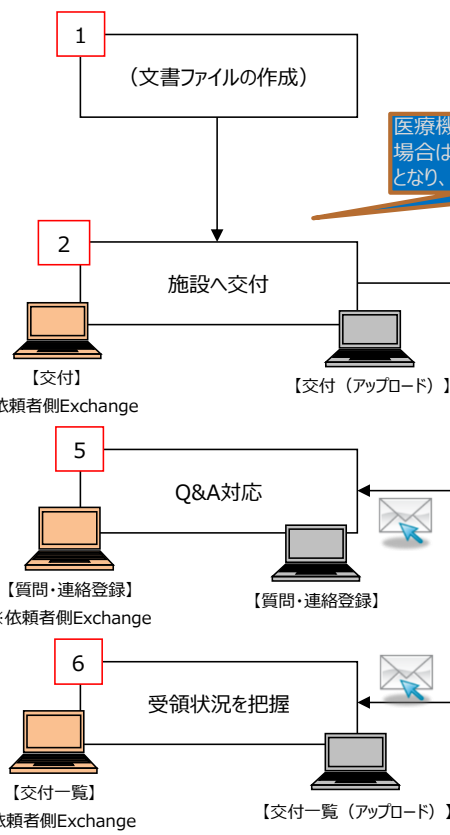 1
(文書ファイルの作成)
医療機
場合は
となり、
2
施設へ交付
【交付】
依頼者側Exchange
【交付(アップロード)】
5
Q&A対応
【質問・連絡登録】
※依頼者側Exchange
【質問・連絡登録】
6
受領状況を把握
【交付一覧】
依頼者側Exchange
【交付一覧(アップロード)】